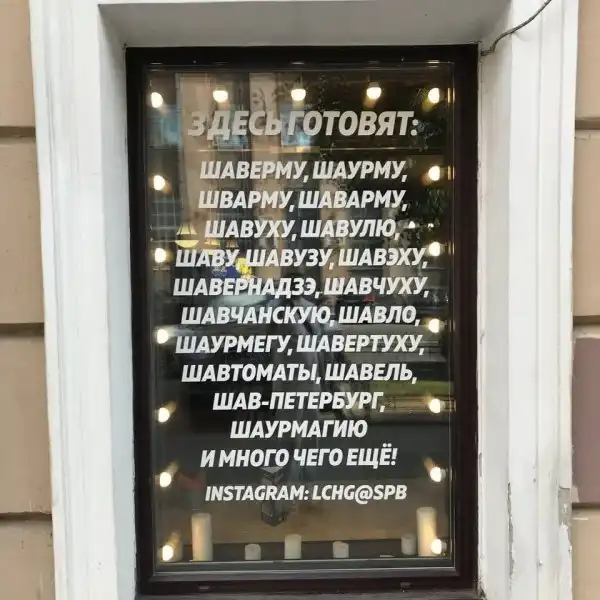 ЗДЕСЬ ГОТОВЯТ:
ШАВЕРМУ, ШАУРМУ,
ШВАРМУ, ШАВАРМУ,
ШАВУХУ, ШАВУЛЮ,
ШАВУ, ШАВУЗУ, ШАВЭХУ,
ШАВЕРНАДЗЭ, ШАВЧУХУ,
ШАВЧАНСКУЮ, ШАВЛО,
ШАУРМЕГУ, ШАВЕРТУХУ,
ШАВТОМАТЫ, ШАВЕЛЬ,
ШАВ-ПЕТЕРБУРГ,
ШАУРМАГИЮ
И МНОГО ЧЕГО ЕЩЁ!
INSTAGRAM: LCHG@SPB